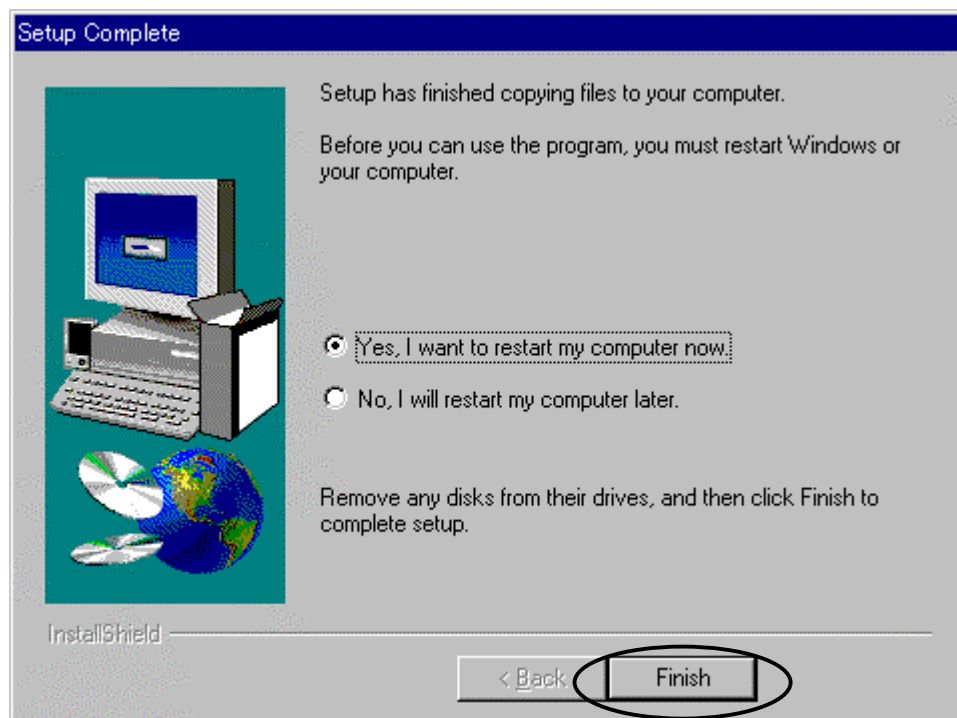 Setup Complete
Setup has finished copying files to your computer.
Before you can use the program, you must restart Windows or
your computer.
Yes, I want to restart my computer now.
No, I will restart my computer later.
Remove any disks from their drives, and then click Finish to
complete setup.
InstallShield
< Back
Finish